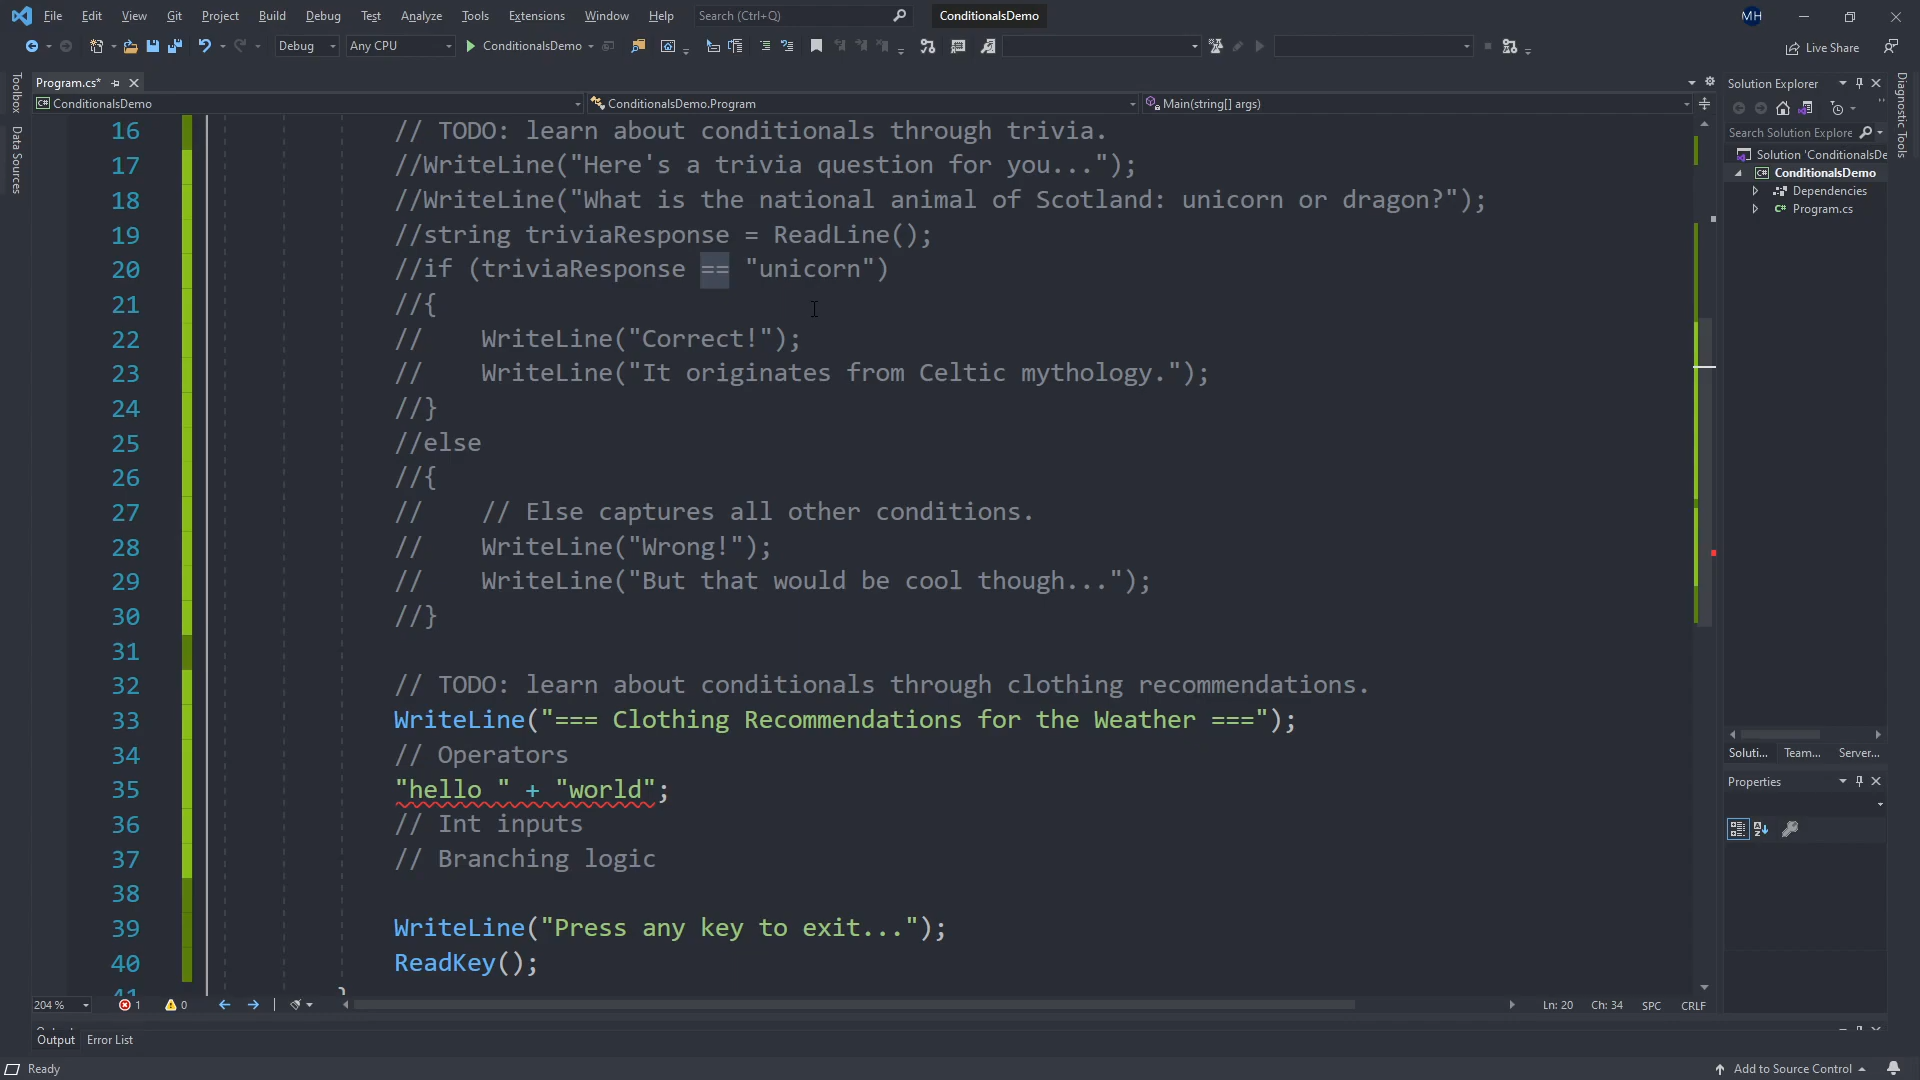 File Edit View Git Project Build Debug Test Analyze Tools Extensions Window Help Search (Ctrl+Q) ConditionalsDemo MH
Debug Any CPU ConditionalsDemo Live Share
Program.cs* Solution Explorer
ConditionalsDemo ConditionalsDemo.Program Main(string[] args)
Toolbox
Data Sources
Diagnostic Tools
16 // TODO: learn about conditionals through trivia.
17 //WriteLine("Here's a trivia question for you...");
18 //WriteLine("What is the national animal of Scotland: unicorn or dragon?");
19 //string triviaResponse = ReadLine();
20 //if (triviaResponse == "unicorn")
21 //{
22 //    WriteLine("Correct!");
23 //    WriteLine("It originates from Celtic mythology.");
24 //}
25 //else
26 //{
27 //    // Else captures all other conditions.
28 //    WriteLine("Wrong!");
29 //    WriteLine("But that would be cool though...");
30 //}
31
32 // TODO: learn about conditionals through clothing recommendations.
33 WriteLine("=== Clothing Recommendations for the Weather ===");
34 // Operators
35 "hello " + "world";
36 // Int inputs
37 // Branching logic
38
39 WriteLine("Press any key to exit...");
40 ReadKey();
Search Solution Explore
Solution 'ConditionalsDe
ConditionalsDemo
Dependencies
Program.cs
Soluti... Team... Server...
Properties
204 % 1 0 Ln: 20 Ch: 34 SPC CRLF
Output Error List
Ready Add to Source Control